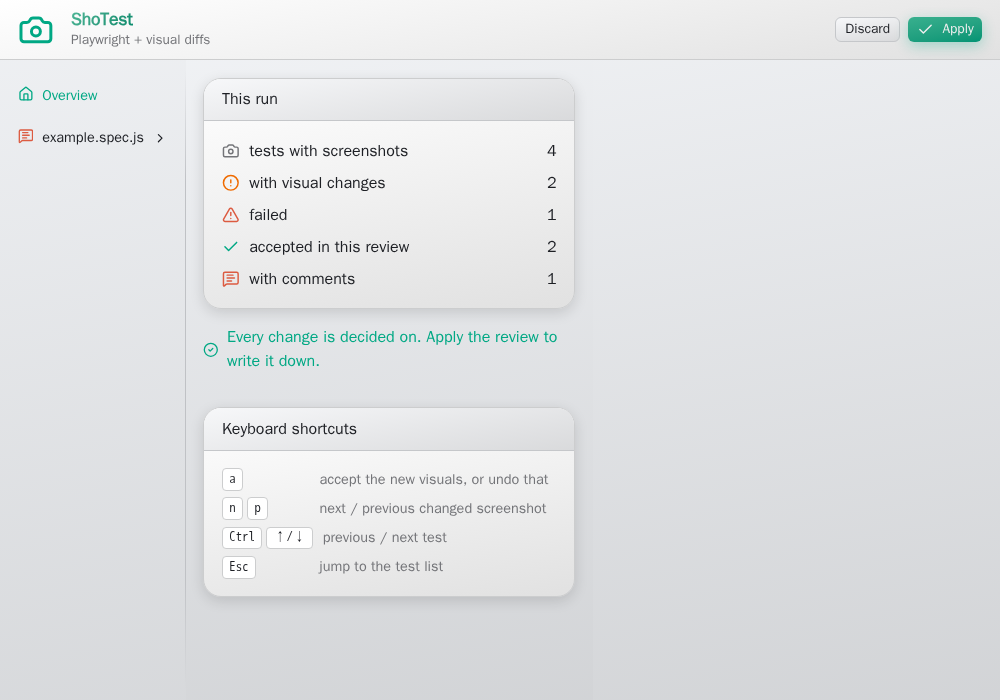 ShoTest
Playwright + visual diffs
Discard
Apply
Overview
example.spec.js
This run
tests with screenshots 4
with visual changes 2
failed 1
accepted in this review 2
with comments 1
Every change is decided on. Apply the review to
write it down.
Keyboard shortcuts
a accept the new visuals, or undo that
n p next / previous changed screenshot
Ctrl ↑/↓ previous / next test
Esc jump to the test list